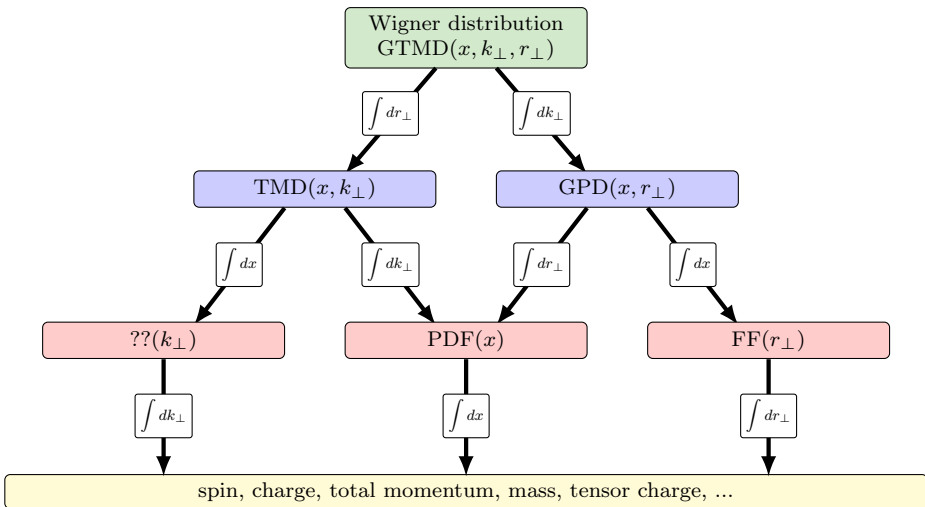 Wigner distribution
GTMD(x, k⊥, r⊥)
∫ dr⊥
∫ dk⊥
TMD(x, k⊥)
GPD(x, r⊥)
∫ dx
∫ dk⊥
∫ dr⊥
∫ dx
??(k⊥)
PDF(x)
FF(r⊥)
∫ dk⊥
∫ dx
∫ dr⊥
spin, charge, total momentum, mass, tensor charge, ...